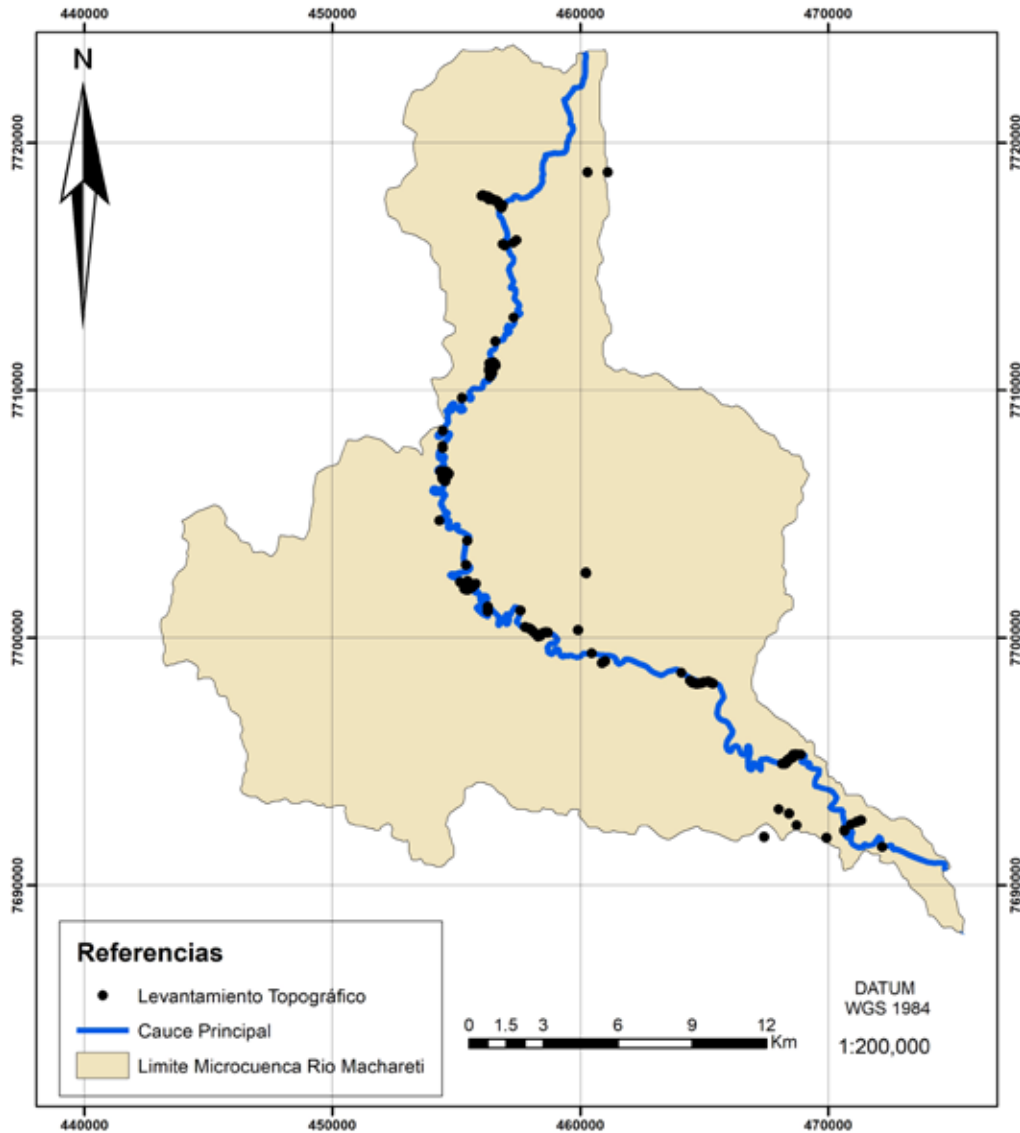 440000 450000 460000 470000
N
7720000 7720000
7710000 7710000
7700000 7700000
7690000 7690000
Referencias
Levantamiento Topográfico
Cauce Principal
Limite Microcuenca Rio Machareti
0 1.5 3 6 9 12
Km
DATUM
WGS 1984
1:200,000
440000 450000 460000 470000